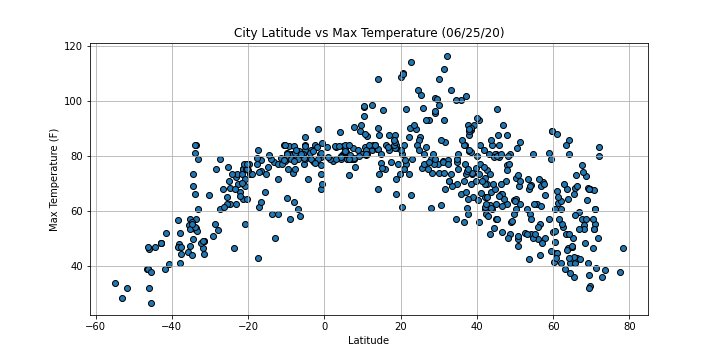 City Latitude vs Max Temperature (06/25/20)
120
100
80
60
40
Max Temperature (F)
−60 −40 −20 0 20 40 60 80
Latitude